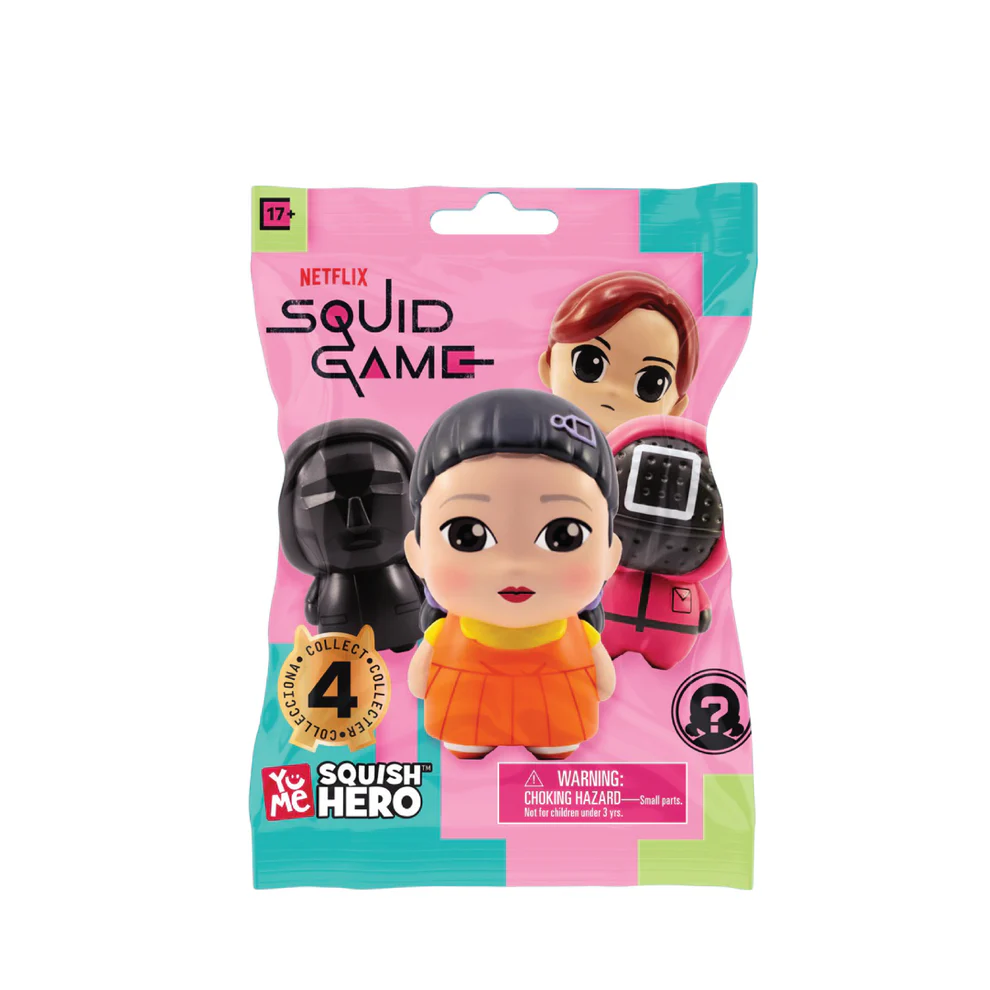 17+
NETFLIX
SQUID
GAME
COLLECT • COLLECTER • COLLECCIONA •
4
YuMe
SQUISH™
HERO
?
WARNING:
CHOKING HAZARD—Small parts.
Not for children under 3 yrs.